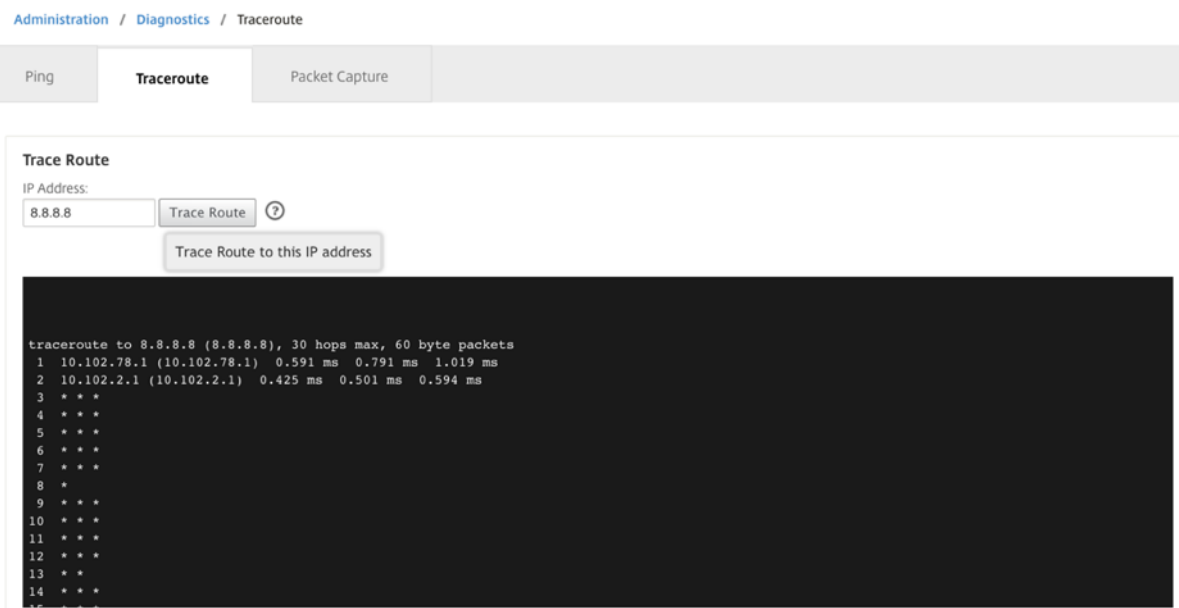 Administration / Diagnostics / Traceroute
Ping Traceroute Packet Capture
Trace Route
IP Address:
8.8.8.8 Trace Route ?
Trace Route to this IP address
traceroute to 8.8.8.8 (8.8.8.8), 30 hops max, 60 byte packets
1 10.102.78.1 (10.102.78.1) 0.591 ms 0.791 ms 1.019 ms
2 10.102.2.1 (10.102.2.1) 0.425 ms 0.501 ms 0.594 ms
3 * * *
4 * * *
5 * * *
6 * * *
7 * * *
8 *
9 * * *
10 * * *
11 * * *
12 * * *
13 * *
14 * * *
15 * * *